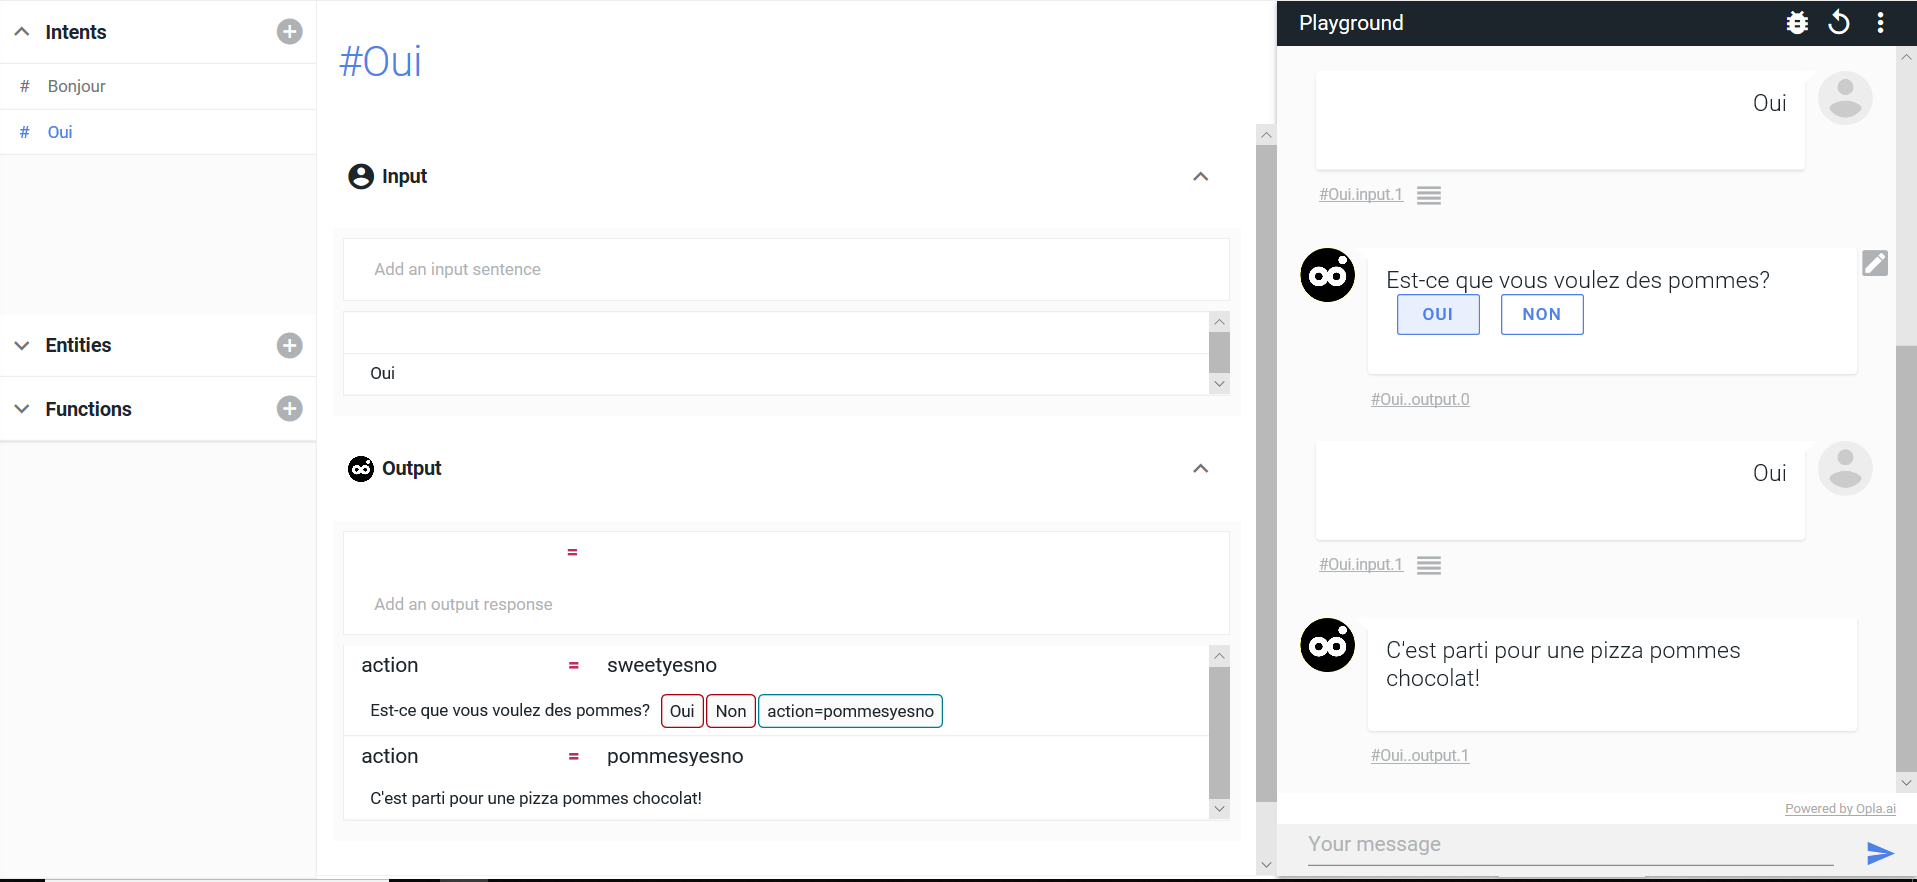 Intents
# Bonjour
# Oui
Entities
Functions
#Oui
Input
Add an input sentence
Oui
Output
=
Add an output response
action = sweetyesno
Est-ce que vous voulez des pommes? Oui Non action=pommesyesno
action = pommesyesno
C'est parti pour une pizza pommes chocolat!
Playground
Oui
#Oui.input.1
Est-ce que vous voulez des pommes?
OUI NON
#Oui..output.0
Oui
#Oui.input.1
C'est parti pour une pizza pommes
chocolat!
#Oui..output.1
Powered by Opla.ai
Your message